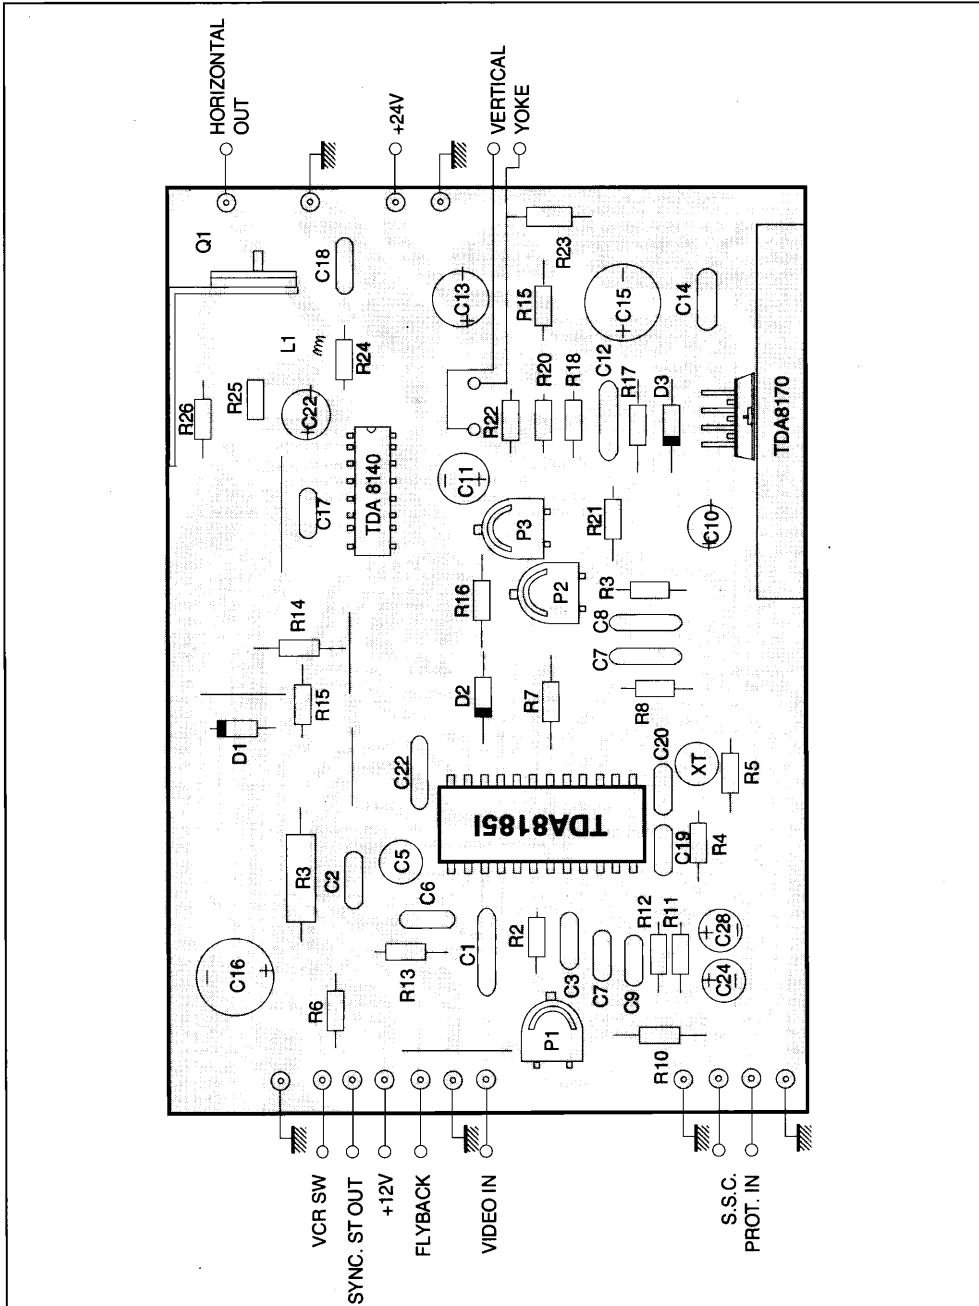 HORIZONTAL
OUT
+24V
VERTICAL
YOKE
Q1
C18
L1
R24
R25
R26
C22
C13
R15
R23
C15
C14
TDA 8140
C17
R22
R20
R18
C12
R17
D3
TDA8170
C11
P3
R21
C10
R16
P2
R3
C8
C7
R14
R15
D1
D2
R7
R8
C22
TDA8185I
C20
XT
R5
C19
R4
R3
C2
C5
C6
R13
C1
R2
C3
C7
C9
R12
R11
C28
C24
C16
R6
P1
R10
VCR SW
SYNC. ST OUT
+12V
FLYBACK
VIDEO IN
S.S.C.
PROT. IN